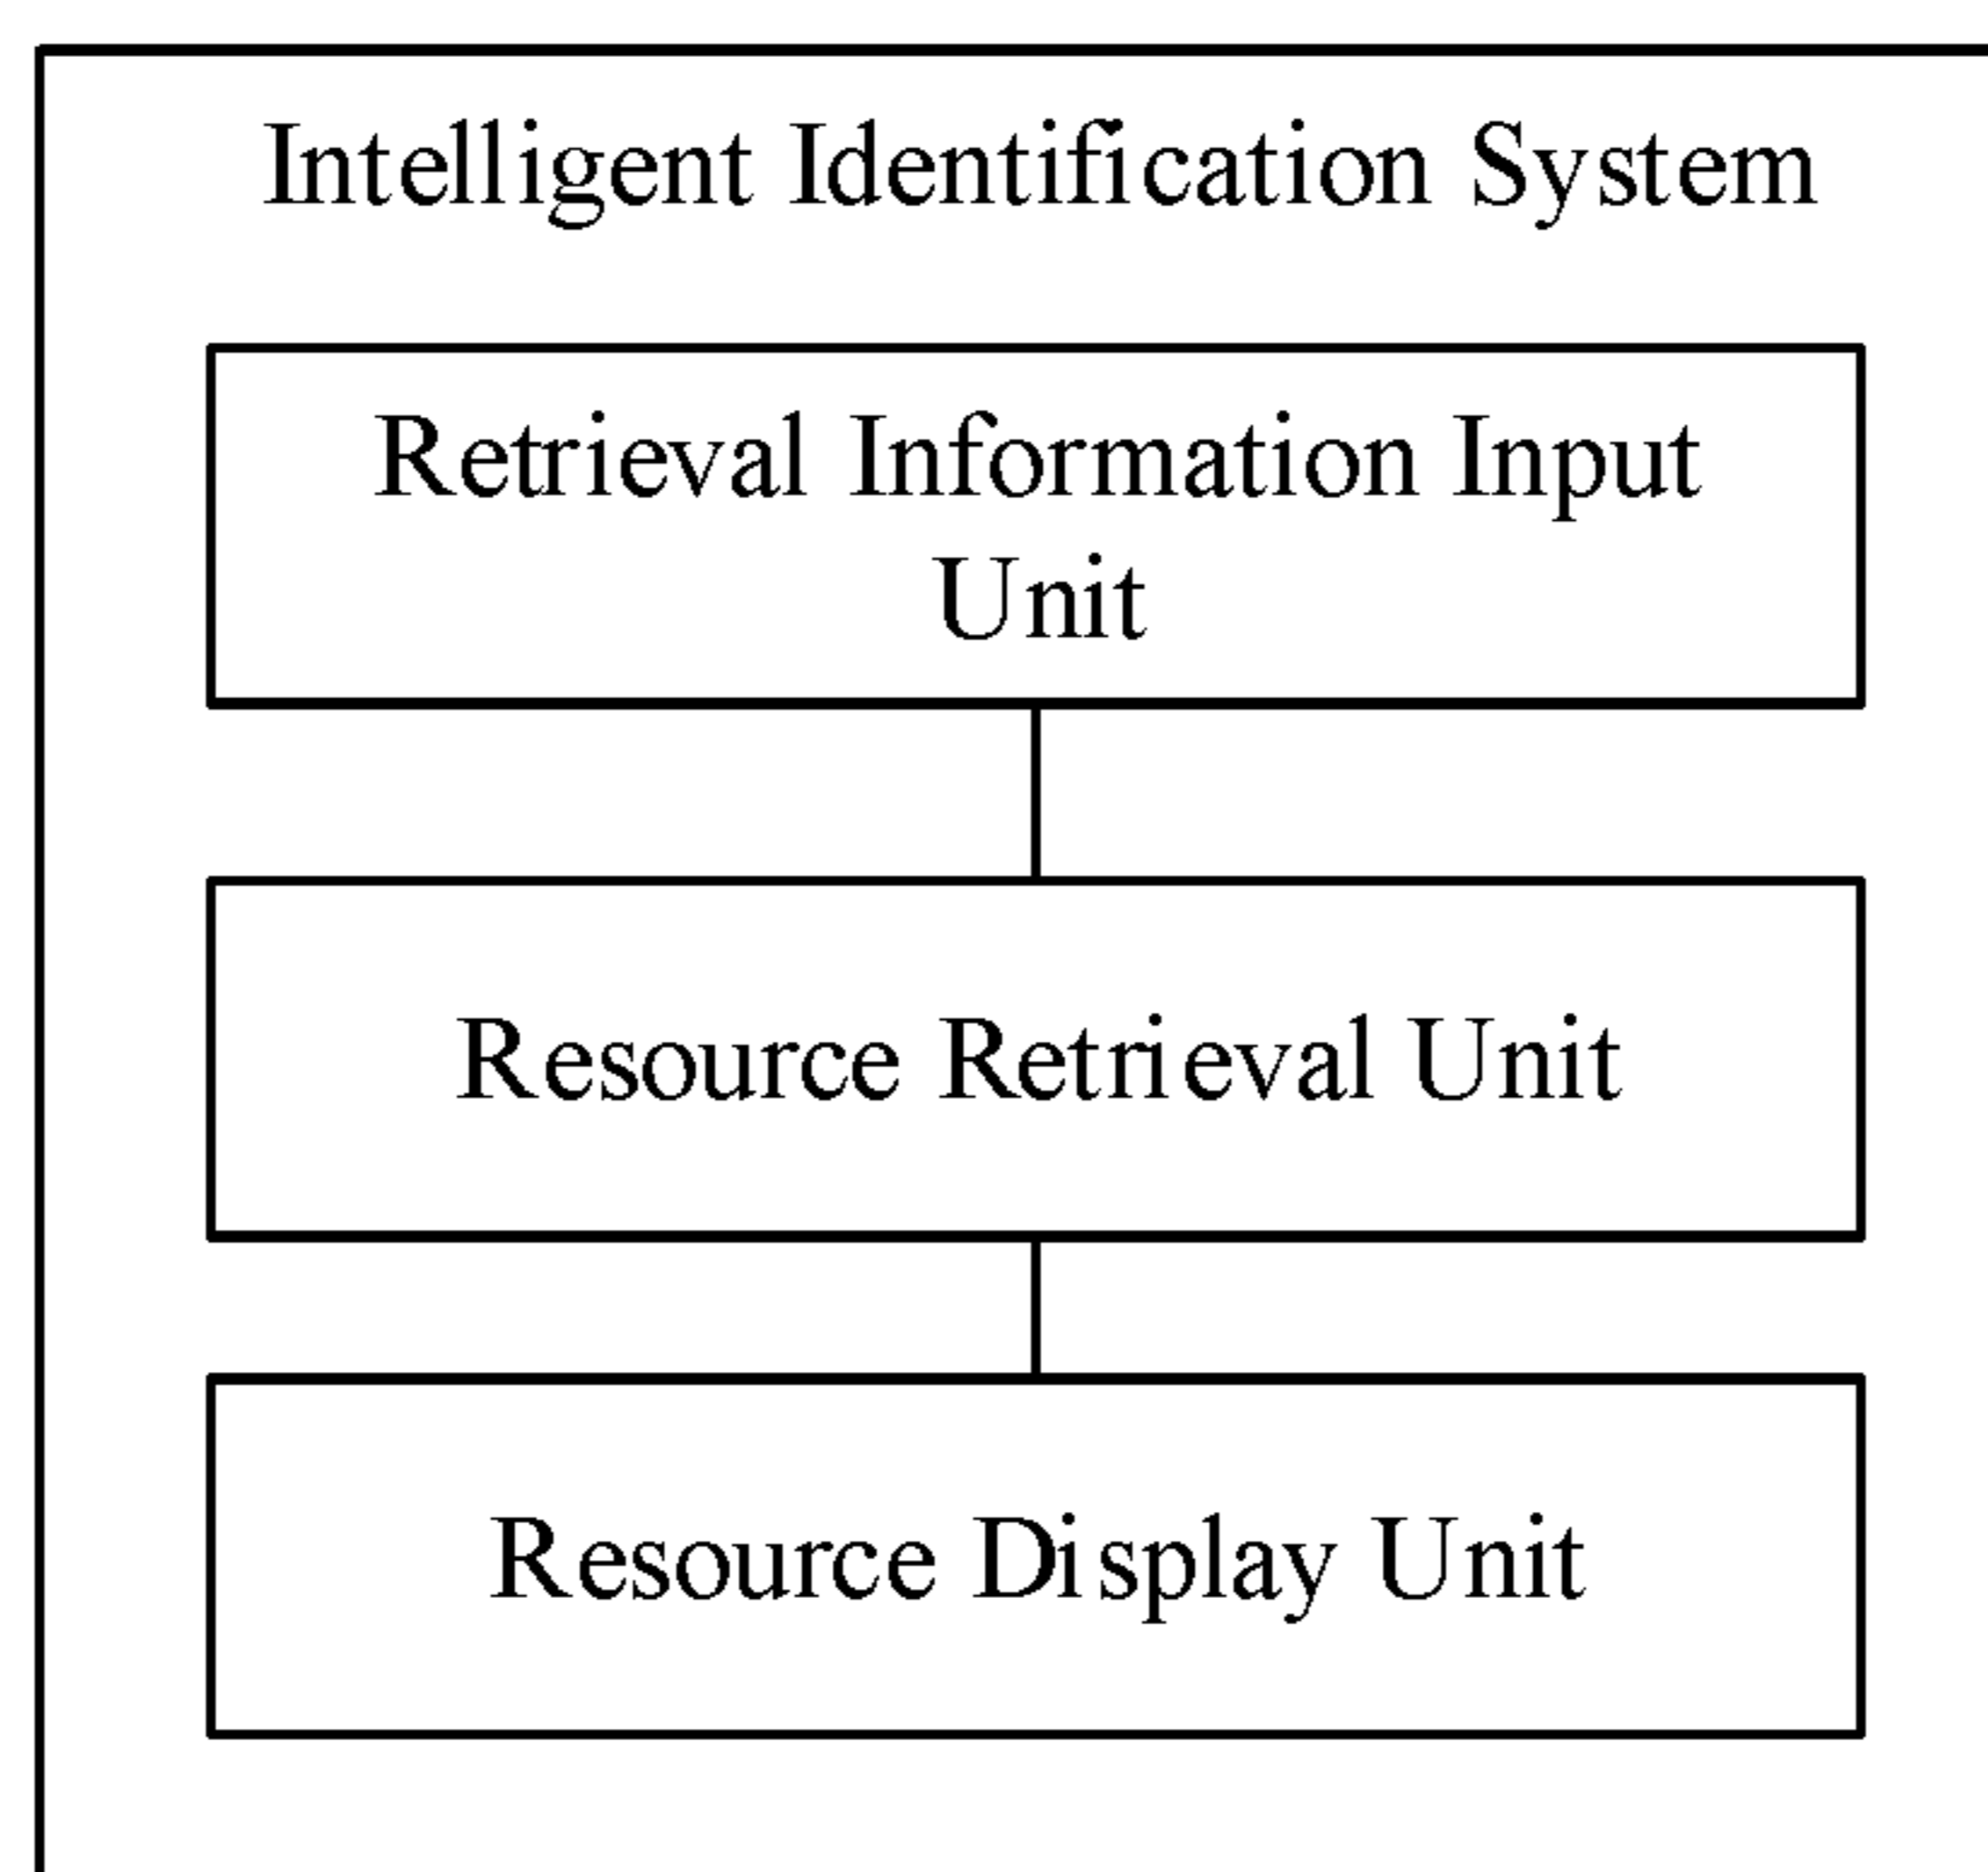 Intelligent Identification System
Retrieval Information Input
Unit
Resource Retrieval Unit
Resource Display Unit